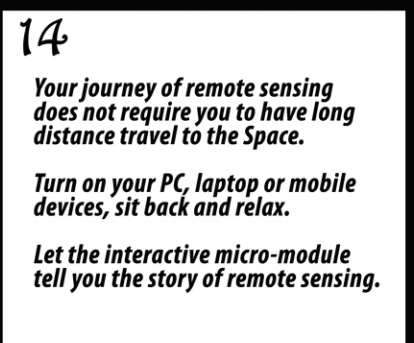 14
Your journey of remote sensing
does not require you to have long
distance travel to the Space.
Turn on your PC, laptop or mobile
devices, sit back and relax.
Let the interactive micro-module
tell you the story of remote sensing.